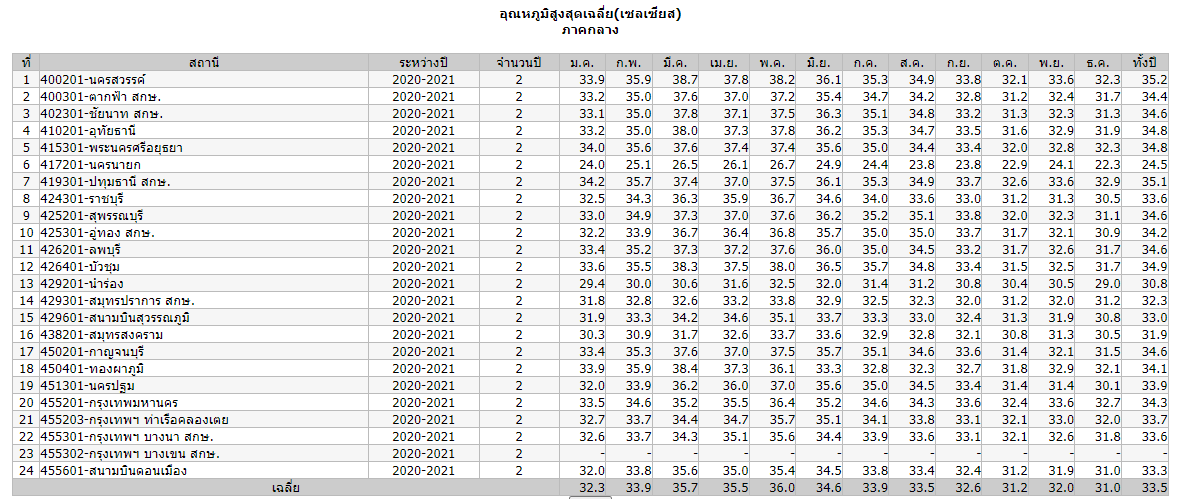 อุณหภูมิสูงสุดเฉลี่ย(เซลเซียส)
ภาคกลาง
ที่ สถานี ระหว่างปี จำนวนปี ม.ค. ก.พ. มี.ค. เม.ย. พ.ค. มิ.ย. ก.ค. ส.ค. ก.ย. ต.ค. พ.ย. ธ.ค. ทั้งปี
1 400201-นครสวรรค์ 2020-2021 2 33.9 35.9 38.7 37.8 38.2 36.1 35.3 34.9 33.8 32.1 33.6 32.3 35.2
2 400301-ตากฟ้า สกษ. 2020-2021 2 33.2 35.0 37.6 37.0 37.2 35.4 34.7 34.2 32.8 31.2 32.4 31.7 34.4
3 402301-ชัยนาท สกษ. 2020-2021 2 33.1 35.0 37.8 37.1 37.5 36.3 35.1 34.8 33.2 31.3 32.3 31.3 34.6
4 410201-อุทัยธานี 2020-2021 2 33.2 35.0 38.0 37.3 37.8 36.2 35.3 34.7 33.5 31.6 32.9 31.9 34.8
5 415301-พระนครศรีอยุธยา 2020-2021 2 34.0 35.6 37.6 37.4 37.4 35.6 35.0 34.4 33.4 32.0 32.8 32.3 34.8
6 417201-นครนายก 2020-2021 2 24.0 25.1 26.5 26.1 26.7 24.9 24.4 23.8 23.8 22.9 24.1 22.3 24.5
7 419301-ปทุมธานี สกษ. 2020-2021 2 34.2 35.7 37.4 37.0 37.5 36.1 35.3 34.9 33.7 32.6 33.6 32.9 35.1
8 424301-ราชบุรี 2020-2021 2 32.5 34.3 36.3 35.9 36.7 34.6 34.0 33.6 33.0 31.2 31.3 30.5 33.6
9 425201-สุพรรณบุรี 2020-2021 2 33.0 34.9 37.3 37.0 37.6 36.2 35.2 35.1 33.8 32.0 32.3 31.1 34.6
10 425301-อู่ทอง สกษ. 2020-2021 2 32.2 33.9 36.7 36.4 36.8 35.7 35.0 35.0 33.7 31.7 32.1 30.9 34.2
11 426201-ลพบุรี 2020-2021 2 33.4 35.2 37.3 37.2 37.6 36.0 35.0 34.5 33.2 31.7 32.6 31.7 34.6
12 426401-บัวชุม 2020-2021 2 33.6 35.5 38.3 37.5 38.0 36.5 35.7 34.8 33.4 31.5 32.5 31.7 34.9
13 429201-นำร่อง 2020-2021 2 29.4 30.0 30.6 31.6 32.5 32.0 31.4 31.2 30.8 30.4 30.5 29.0 30.8
14 429301-สมุทรปราการ สกษ. 2020-2021 2 31.8 32.8 32.6 33.2 33.8 32.9 32.5 32.3 32.0 31.2 32.0 31.2 32.3
15 429601-สนามบินสุวรรณภูมิ 2020-2021 2 31.9 33.3 34.2 34.6 35.1 33.7 33.3 33.0 32.4 31.3 31.9 30.8 33.0
16 438201-สมุทรสงคราม 2020-2021 2 30.3 30.9 31.7 32.6 33.7 33.6 32.9 32.8 32.1 30.8 31.3 30.5 31.9
17 450201-กาญจนบุรี 2020-2021 2 33.4 35.3 37.6 37.0 37.5 35.7 35.1 34.6 33.6 31.4 32.1 31.5 34.6
18 450401-ทองผาภูมิ 2020-2021 2 33.9 35.9 38.4 37.3 36.1 33.3 32.8 32.3 32.7 31.8 32.9 32.1 34.1
19 451301-นครปฐม 2020-2021 2 32.0 33.9 36.2 36.0 37.0 35.6 35.0 34.5 33.4 31.4 31.4 30.1 33.9
20 455201-กรุงเทพมหานคร 2020-2021 2 33.5 34.6 35.2 35.5 36.4 35.2 34.6 34.3 33.6 32.4 33.6 32.7 34.3
21 455203-กรุงเทพฯ ท่าเรือคลองเตย 2020-2021 2 32.7 33.7 34.4 34.7 35.7 35.1 34.1 33.8 33.1 32.1 33.0 32.0 33.7
22 455301-กรุงเทพฯ บางนา สกษ. 2020-2021 2 32.6 33.7 34.3 35.1 35.6 34.4 33.9 33.6 33.1 32.1 32.6 31.8 33.6
23 455302-กรุงเทพฯ บางเขน สกษ. 2020-2021 2 - - - - - - - - - - - - -
24 455601-สนามบินดอนเมือง 2020-2021 2 32.0 33.8 35.6 35.0 35.4 34.5 33.8 33.4 32.4 31.2 31.9 31.0 33.3
เฉลี่ย 32.3 33.9 35.7 35.5 36.0 34.6 33.9 33.5 32.6 31.2 32.0 31.0 33.5